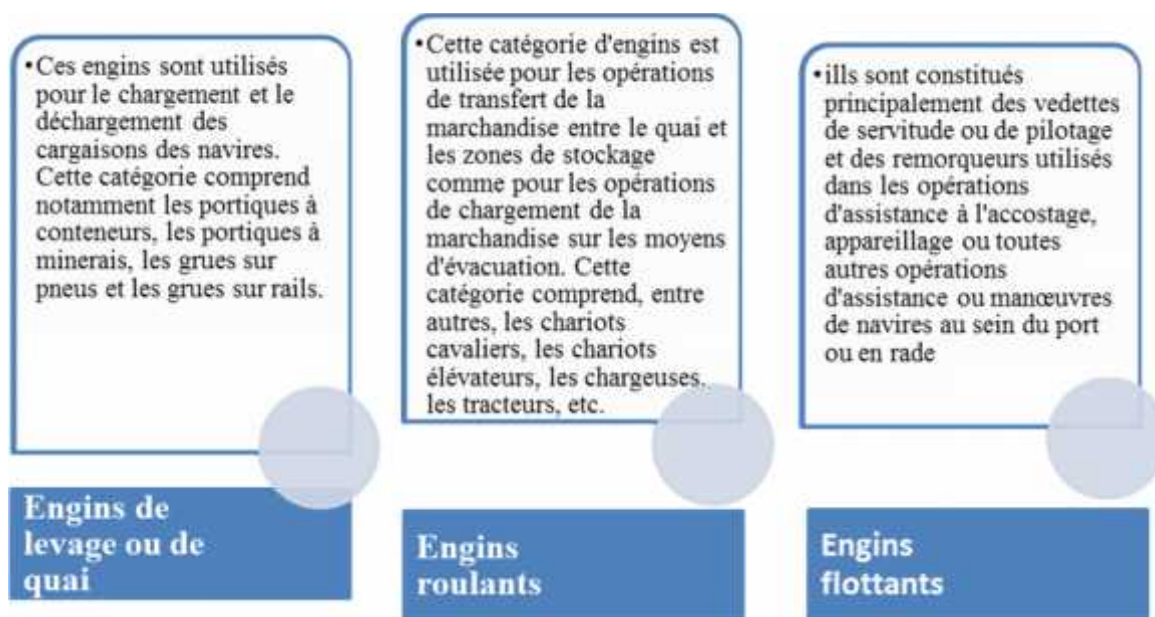 •Ces engins sont utilisés
pour le chargement et le
déchargement des
cargaisons des navires.
Cette catégorie comprend
notamment les portiques à
conteneurs, les portiques à
minerais, les grues sur
pneus et les grues sur rails.
Engins de
levage ou de
quai
•Cette catégorie d'engins est
utilisée pour les opérations
de transfert de la
marchandise entre le quai et
les zones de stockage
comme pour les opérations
de chargement de la
marchandise sur les moyens
d'évacuation. Cette
catégorie comprend, entre
autres, les chariots
cavaliers, les chariots
élévateurs, les chargeuses,
les tracteurs, etc.
Engins
roulants
•ills sont constitués
principalement des vedettes
de servitude ou de pilotage
et des remorqueurs utilisés
dans les opérations
d'assistance à l'accostage,
appareillage ou toutes
autres opérations
d'assistance ou manœuvres
de navires au sein du port
ou en rade
Engins
flottants